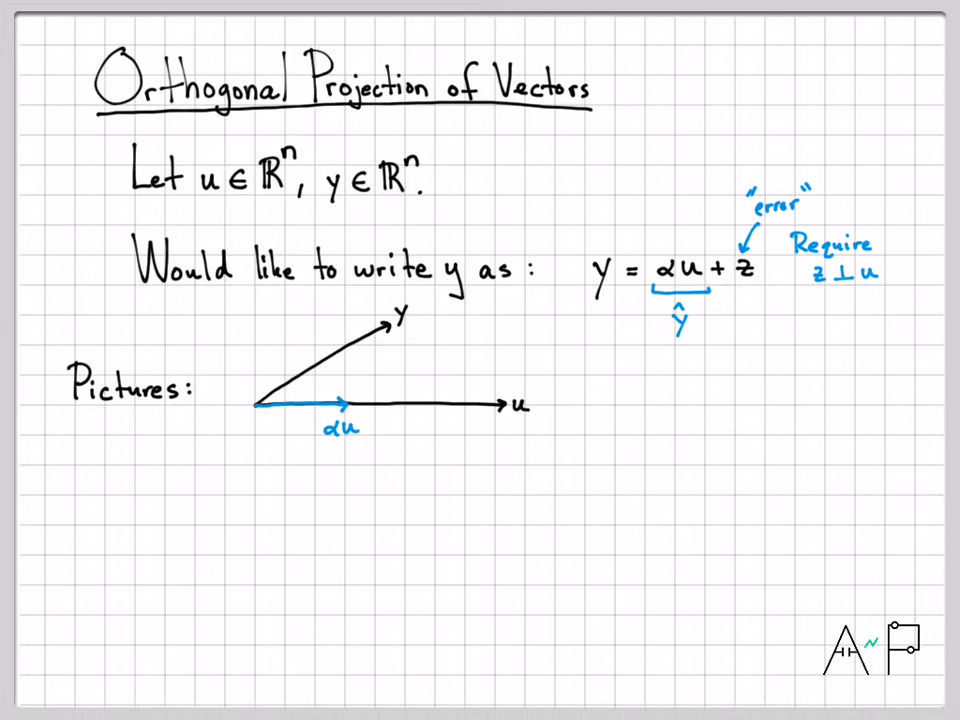 Orthogonal Projection of Vectors
Let u ∈ ℝⁿ, y ∈ ℝⁿ.
Would like to write y as: y = αu + z
"error"
Require
z ⊥ u
ŷ
Pictures:
y
u
αu
A P